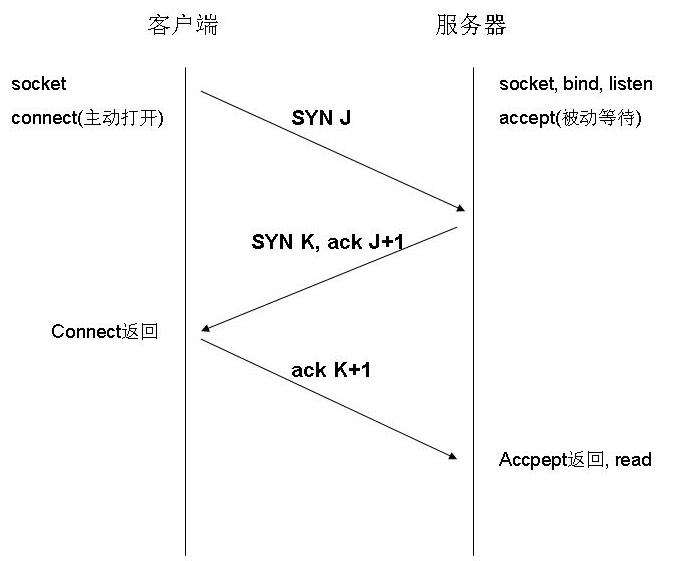 客户端
服务器
socket
socket, bind, listen
connect(主动打开)
SYN J
accept(被动等待)
SYN K, ack J+1
Connect返回
ack K+1
Accpept返回, read